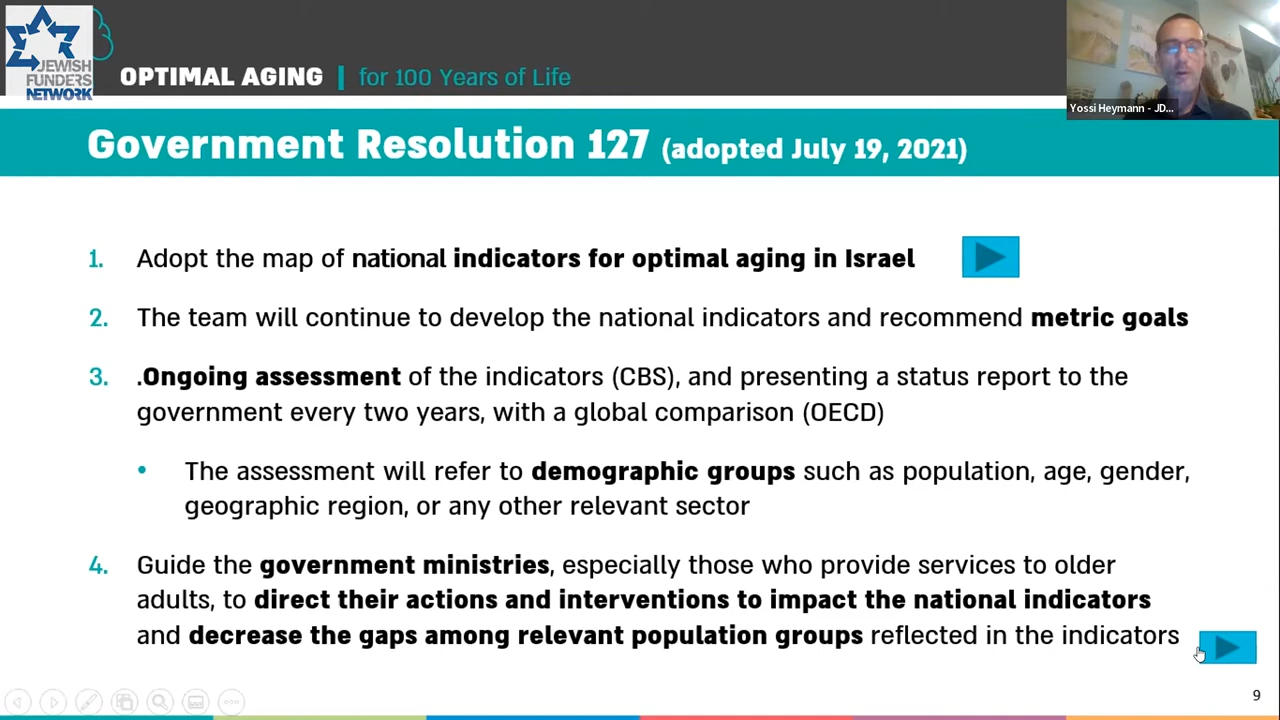 JEWISH
FUNDERS
NETWORK
OPTIMAL AGING | for 100 Years of Life
Yossi Heymann - JD...
Government Resolution 127 (adopted July 19, 2021)
1. Adopt the map of national indicators for optimal aging in Israel
2. The team will continue to develop the national indicators and recommend metric goals
3. .Ongoing assessment of the indicators (CBS), and presenting a status report to the
government every two years, with a global comparison (OECD)
• The assessment will refer to demographic groups such as population, age, gender,
geographic region, or any other relevant sector
4. Guide the government ministries, especially those who provide services to older
adults, to direct their actions and interventions to impact the national indicators
and decrease the gaps among relevant population groups reflected in the indicators
9